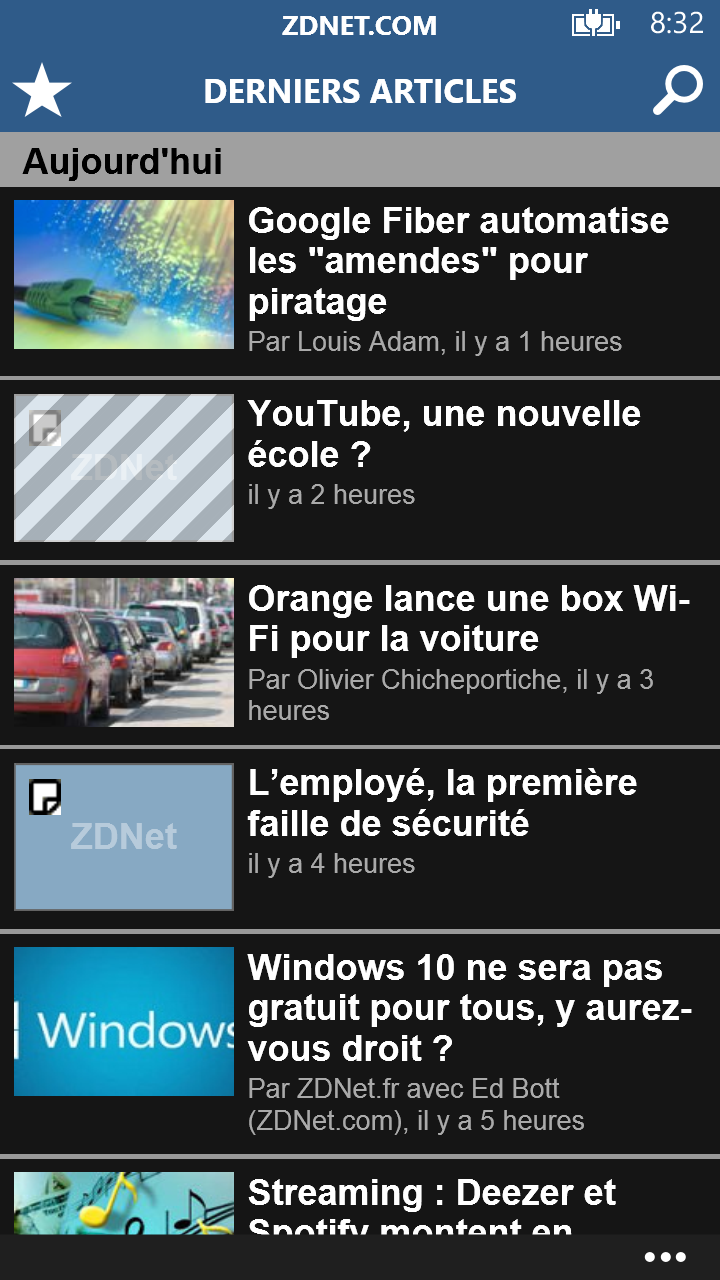 ZDNET.COM
8:32
DERNIERS ARTICLES
Aujourd'hui
Google Fiber automatise
les "amendes" pour
piratage
Par Louis Adam, il y a 1 heures
ZDNet
YouTube, une nouvelle
école ?
il y a 2 heures
Orange lance une box Wi-
Fi pour la voiture
Par Olivier Chicheportiche, il y a 3
heures
ZDNet
L’employé, la première
faille de sécurité
il y a 4 heures
Windows
Windows 10 ne sera pas
gratuit pour tous, y aurez-
vous droit ?
Par ZDNet.fr avec Ed Bott
(ZDNet.com), il y a 5 heures
Streaming : Deezer et
Spotify montent en